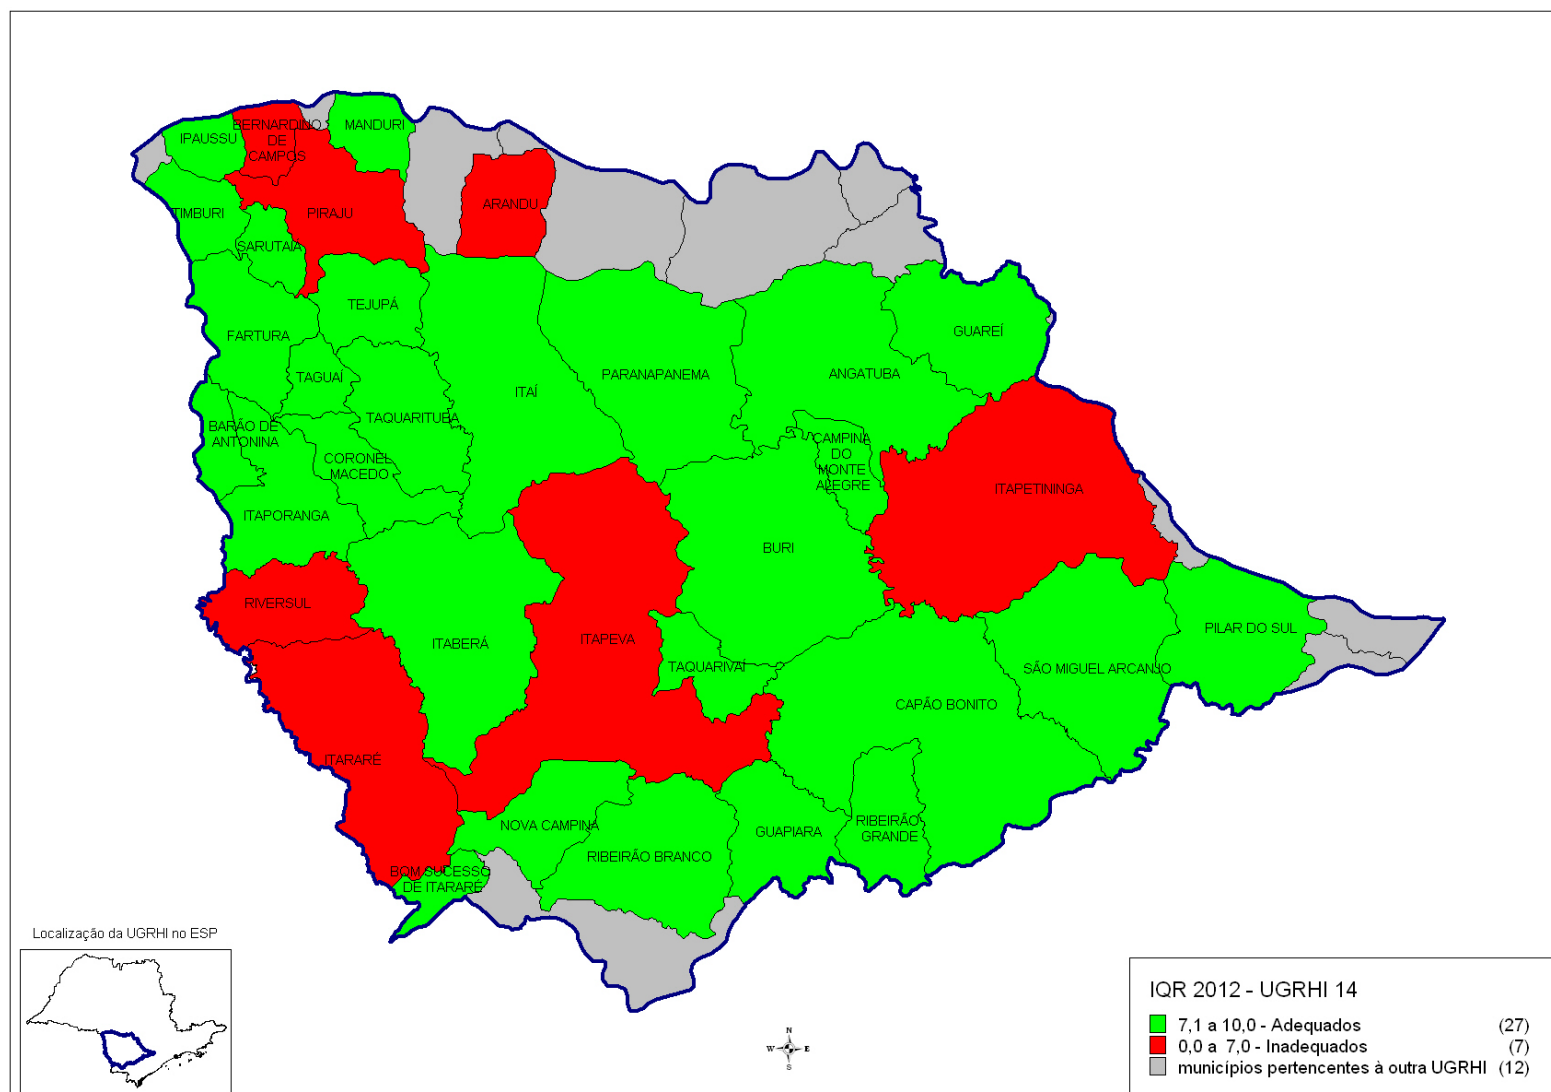 BERNARDINO S
DE
CAMPOS
MANDURI
IPAUSSU
ARANDU
TIMBURI
PIRAJU
SARUTAIÁ
TEJUPÁ
FARTURA
GUAREÍ
TAGUAÍ
ITAÍ
PARANAPANEMA
ANGATUBA
TAQUARITUBA
BARÃO DE
ANTONINA
CAMPINA
DO
MONTE
ALEGRE
CORONEL
MACEDO
ITAPETININGA
ITAPORANGA
BURI
RIVERSUL
ITABERÁ
ITAPEVA
TAQUARIVAÍ
PILAR DO SUL
SÃO MIGUEL ARCANJO
CAPÃO BONITO
ITARARÉ
NOVA CAMPINA
GUAPIARA
RIBEIRÃO
GRANDE
RIBEIRÃO BRANCO
BOM SUCESSO
DE ITARARÉ
Localização da UGRHI no ESP
N
W E
S
IQR 2012 - UGRHI 14
7,1 a 10,0 - Adequados (27)
0,0 a 7,0 - Inadequados (7)
municípios pertencentes à outra UGRHI (12)